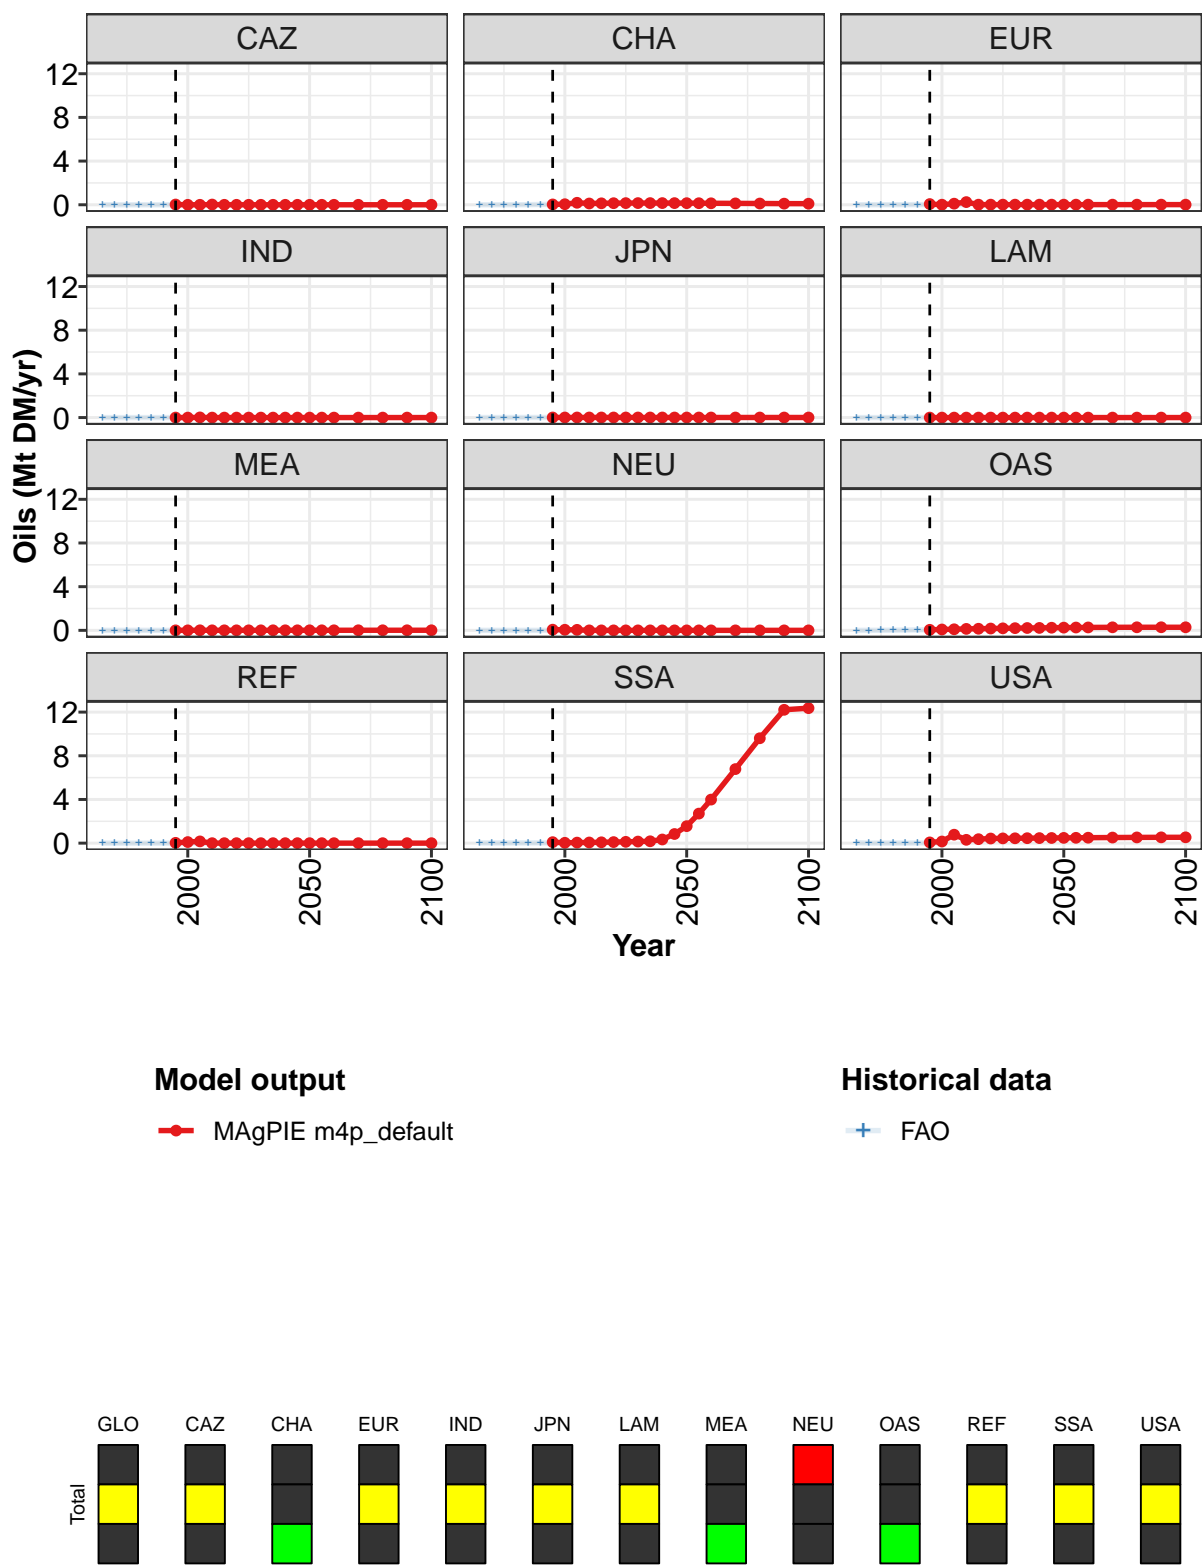 CAZ CHA EUR
12
8
4
0
IND JPN LAM
12
8
4
0
MEA NEU OAS
12
8
4
0
REF SSA USA
12
8
4
0
Oils (Mt DM/yr)
2000 2050 2100 2000 2050 2100 2000 2050 2100
Year
Model output Historical data
MAgPIE m4p_default FAO
GLO CAZ CHA EUR IND JPN LAM MEA NEU OAS REF SSA USA
Total